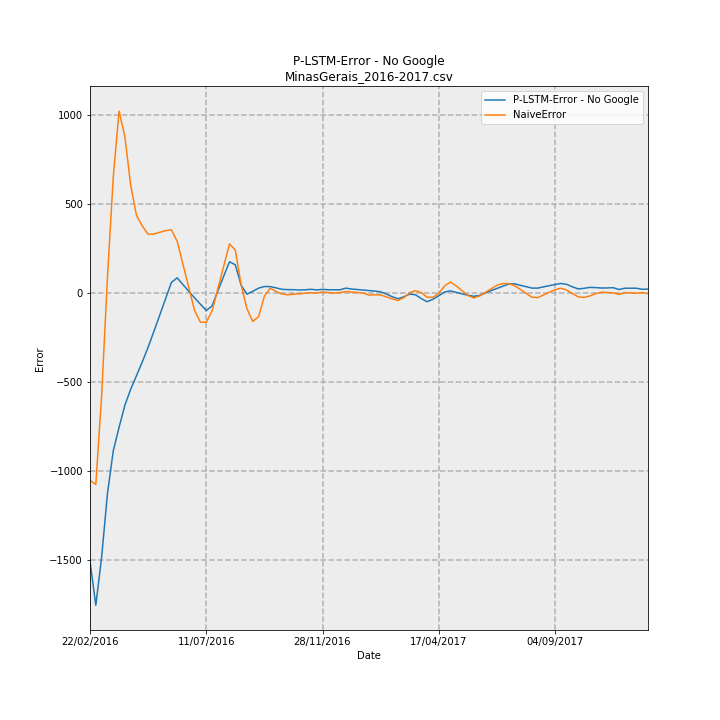 P-LSTM-Error - No Google
MinasGerais_2016-2017.csv
P-LSTM-Error - No Google
NaiveError
1000
500
0
−500
−1000
−1500
Error
22/02/2016
11/07/2016
28/11/2016
17/04/2017
04/09/2017
Date